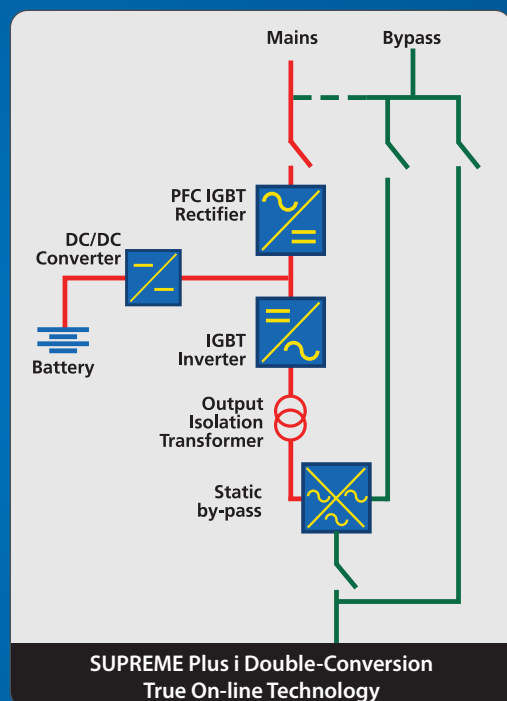 Mains
Bypass
PFC IGBT
Rectifier
DC/DC
Converter
Battery
IGBT
Inverter
Output
Isolation
Transformer
Static
by-pass
SUPREME Plus i Double-Conversion
True On-line Technology